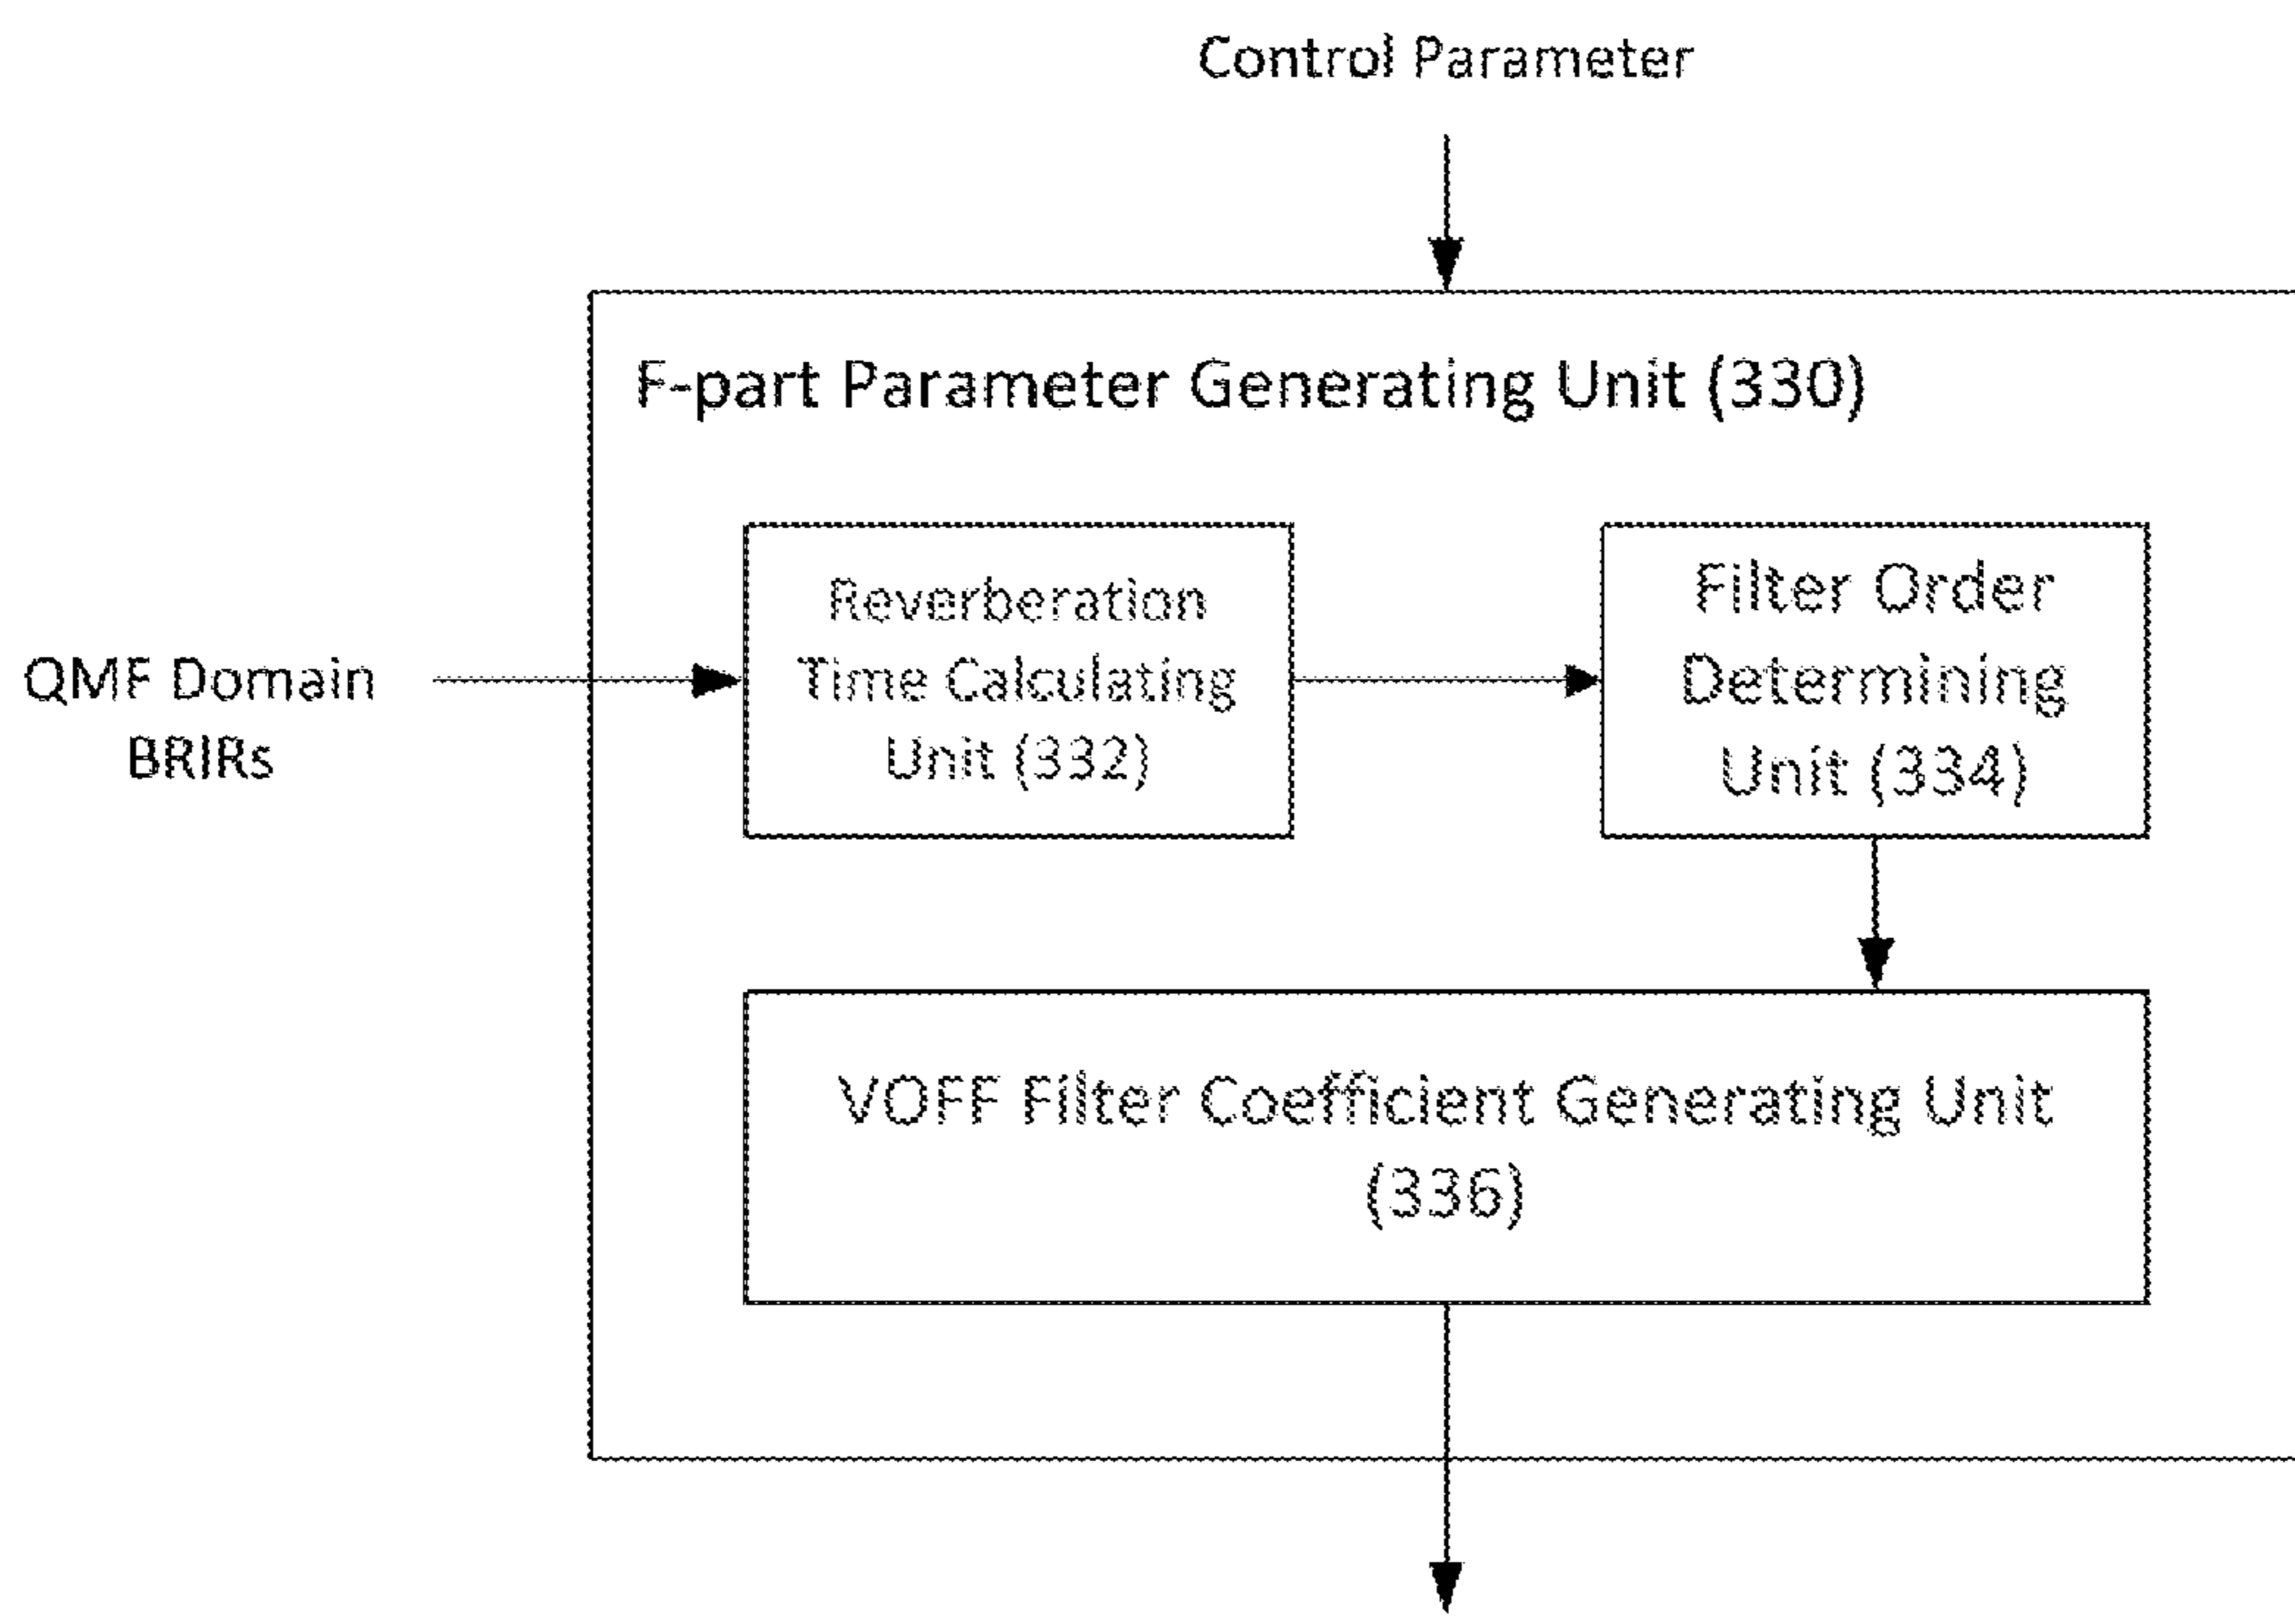 Control Parameter
F-part Parameter Generating Unit (330)
QMF Domain
BRIRs
Reverberation
Time Calculating
Unit (332)
Filter Order
Determining
Unit (334)
VOFF Filter Coefficient Generating Unit
(336)